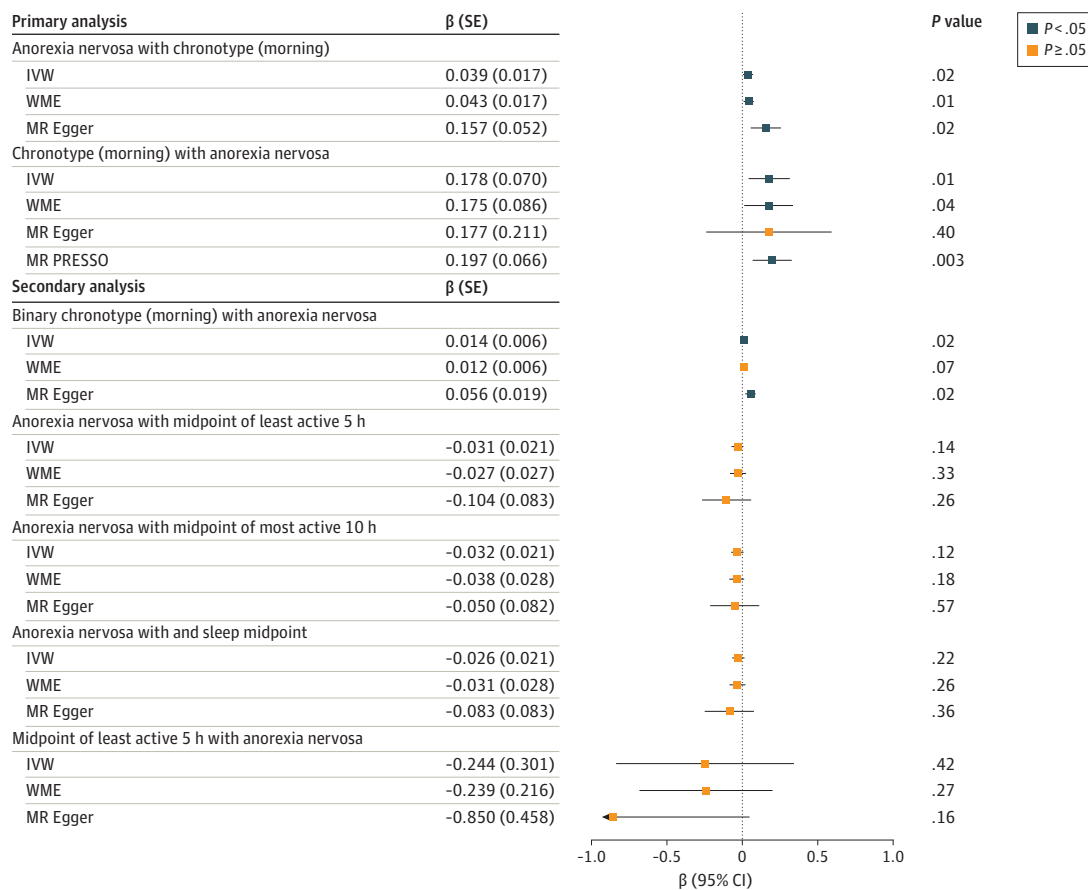 Primary analysis β (SE) P value
P < .05
P ≥ .05
Anorexia nervosa with chronotype (morning)
IVW 0.039 (0.017) .02
WME 0.043 (0.017) .01
MR Egger 0.157 (0.052) .02
Chronotype (morning) with anorexia nervosa
IVW 0.178 (0.070) .01
WME 0.175 (0.086) .04
MR Egger 0.177 (0.211) .40
MR PRESSO 0.197 (0.066) .003
Secondary analysis β (SE)
Binary chronotype (morning) with anorexia nervosa
IVW 0.014 (0.006) .02
WME 0.012 (0.006) .07
MR Egger 0.056 (0.019) .02
Anorexia nervosa with midpoint of least active 5 h
IVW -0.031 (0.021) .14
WME -0.027 (0.027) .33
MR Egger -0.104 (0.083) .26
Anorexia nervosa with midpoint of most active 10 h
IVW -0.032 (0.021) .12
WME -0.038 (0.028) .18
MR Egger -0.050 (0.082) .57
Anorexia nervosa with and sleep midpoint
IVW -0.026 (0.021) .22
WME -0.031 (0.028) .26
MR Egger -0.083 (0.083) .36
Midpoint of least active 5 h with anorexia nervosa
IVW -0.244 (0.301) .42
WME -0.239 (0.216) .27
MR Egger -0.850 (0.458) .16
-1.0 -0.5 0 0.5 1.0
β (95% CI)